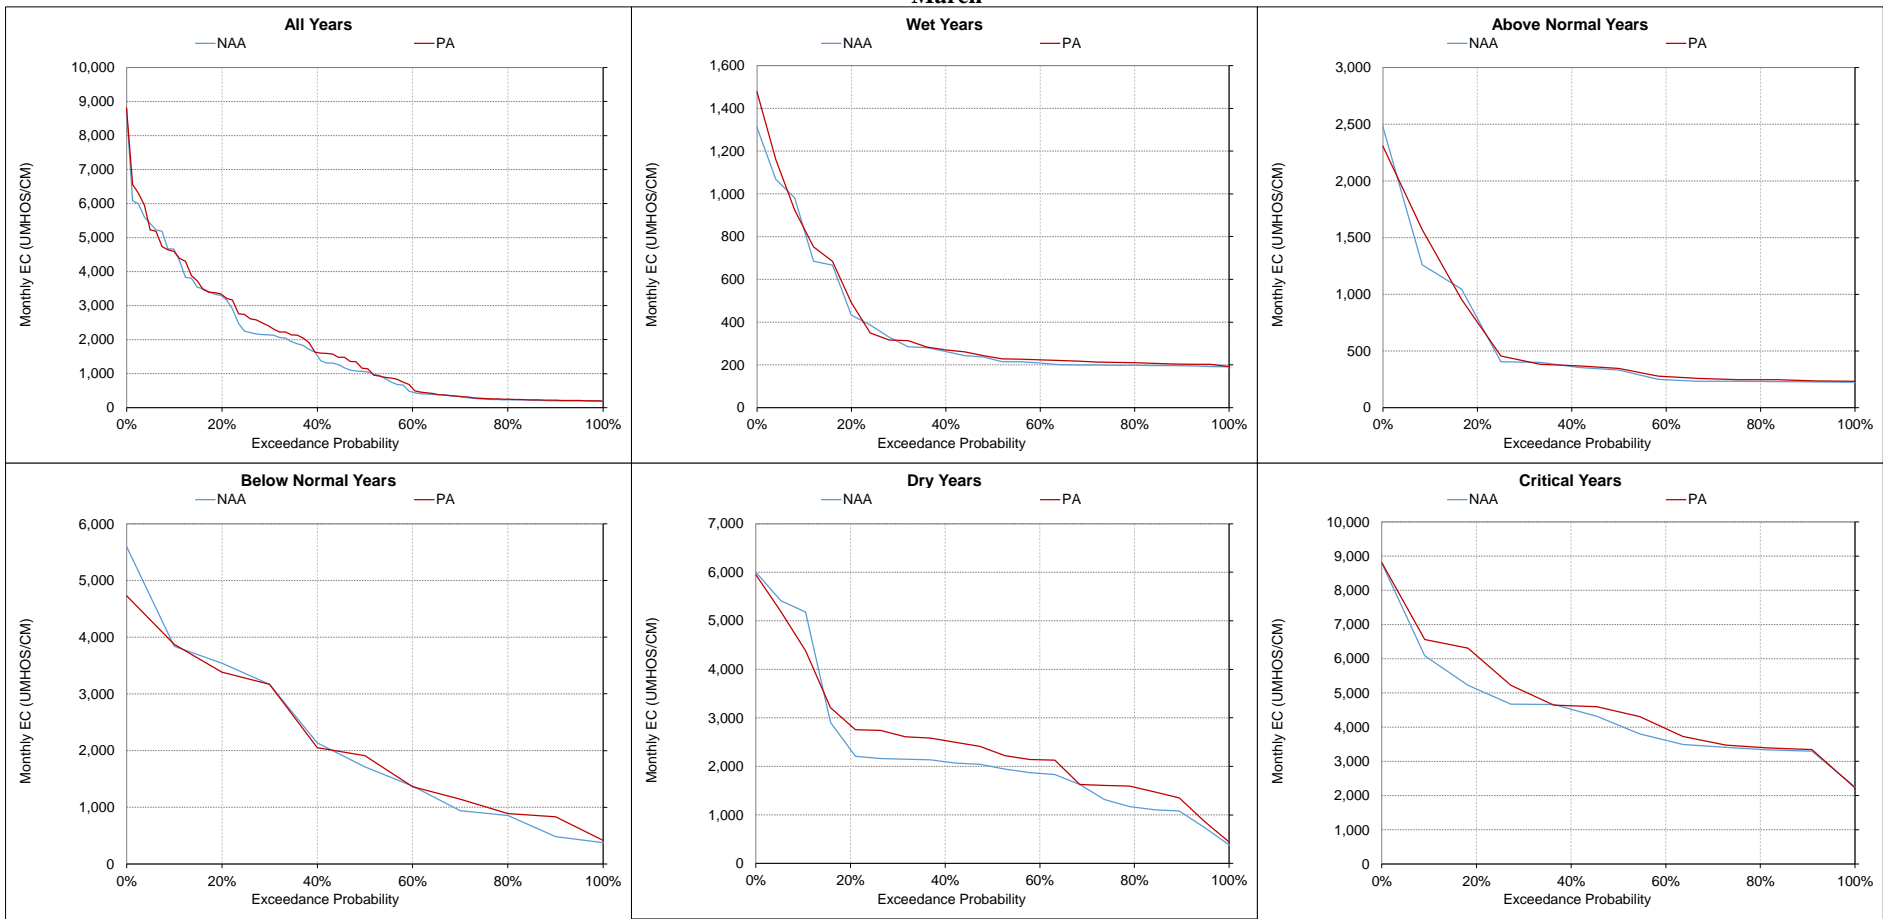 March
All Years
NAA PA
10,000
9,000
8,000
7,000
6,000
5,000
4,000
3,000
2,000
1,000
0
Monthly EC (UMHOS/CM)
0% 20% 40% 60% 80% 100%
Exceedance Probability
Wet Years
NAA PA
1,600
1,400
1,200
1,000
800
600
400
200
0
Monthly EC (UMHOS/CM)
0% 20% 40% 60% 80% 100%
Exceedance Probability
Above Normal Years
NAA PA
3,000
2,500
2,000
1,500
1,000
500
0
Monthly EC (UMHOS/CM)
0% 20% 40% 60% 80% 100%
Exceedance Probability
Below Normal Years
NAA PA
6,000
5,000
4,000
3,000
2,000
1,000
0
Monthly EC (UMHOS/CM)
0% 20% 40% 60% 80% 100%
Exceedance Probability
Dry Years
NAA PA
7,000
6,000
5,000
4,000
3,000
2,000
1,000
0
Monthly EC (UMHOS/CM)
0% 20% 40% 60% 80% 100%
Exceedance Probability
Critical Years
NAA PA
10,000
9,000
8,000
7,000
6,000
5,000
4,000
3,000
2,000
1,000
0
Monthly EC (UMHOS/CM)
0% 20% 40% 60% 80% 100%
Exceedance Probability